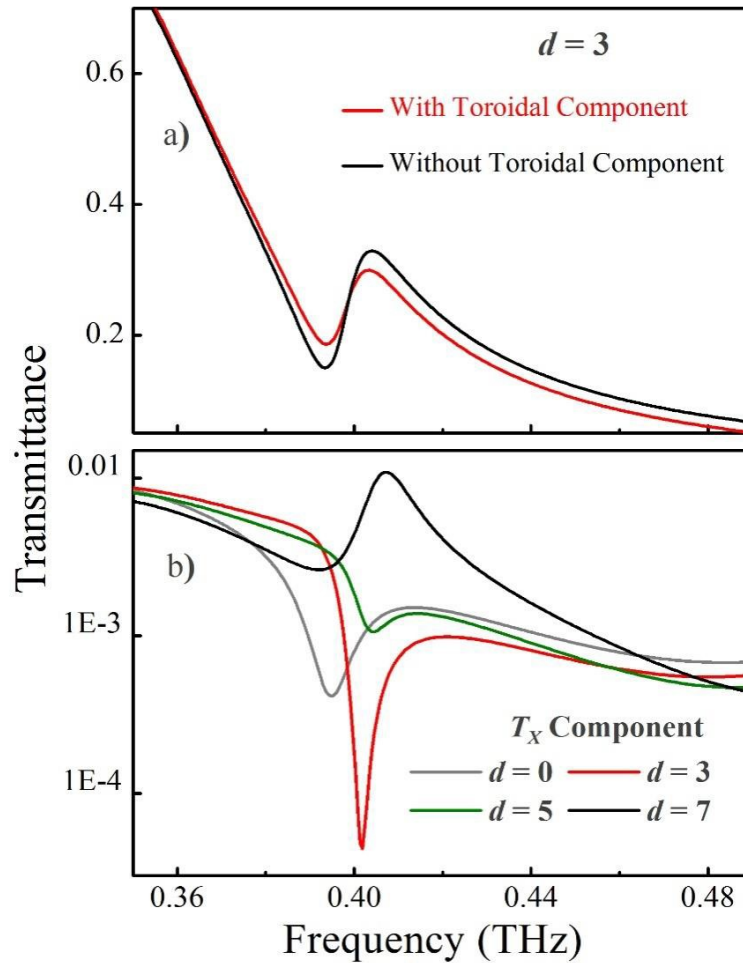 d = 3
0.6
a)
With Toroidal Component
Without Toroidal Component
0.4
0.2
Transmittance
0.01
b)
1E-3
T_X Component
d = 0 d = 3
d = 5 d = 7
1E-4
0.36 0.40 0.44 0.48
Frequency (THz)